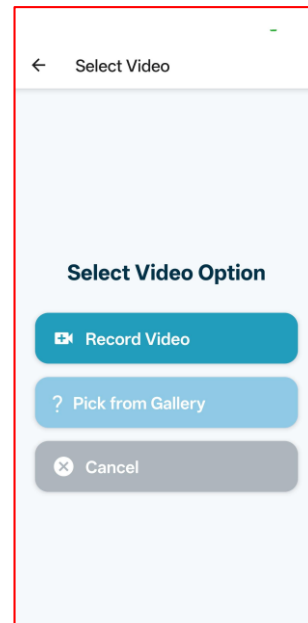 Select Video
Select Video Option
Record Video
? Pick from Gallery
Cancel